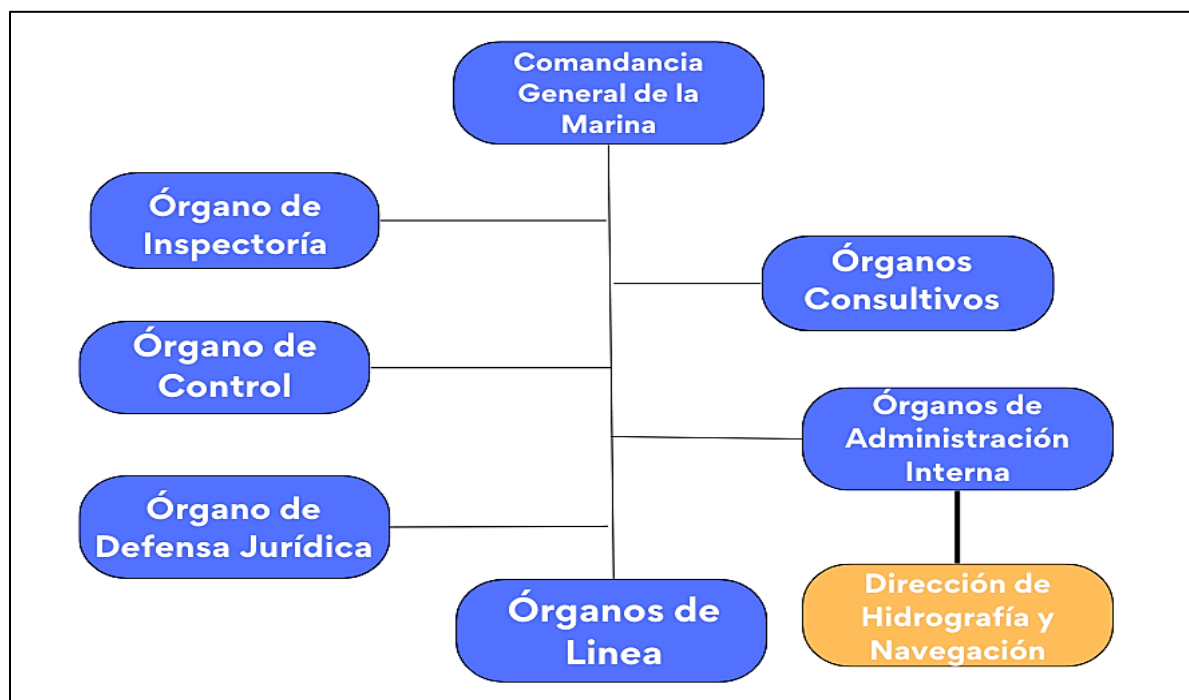 Comandancia
General de la
Marina
Órgano de
Inspectoría
Órganos
Consultivos
Órgano de
Control
Órganos de
Administración
Interna
Órgano de
Defensa Jurídica
Órganos de
Linea
Dirección de
Hidrografía y
Navegación